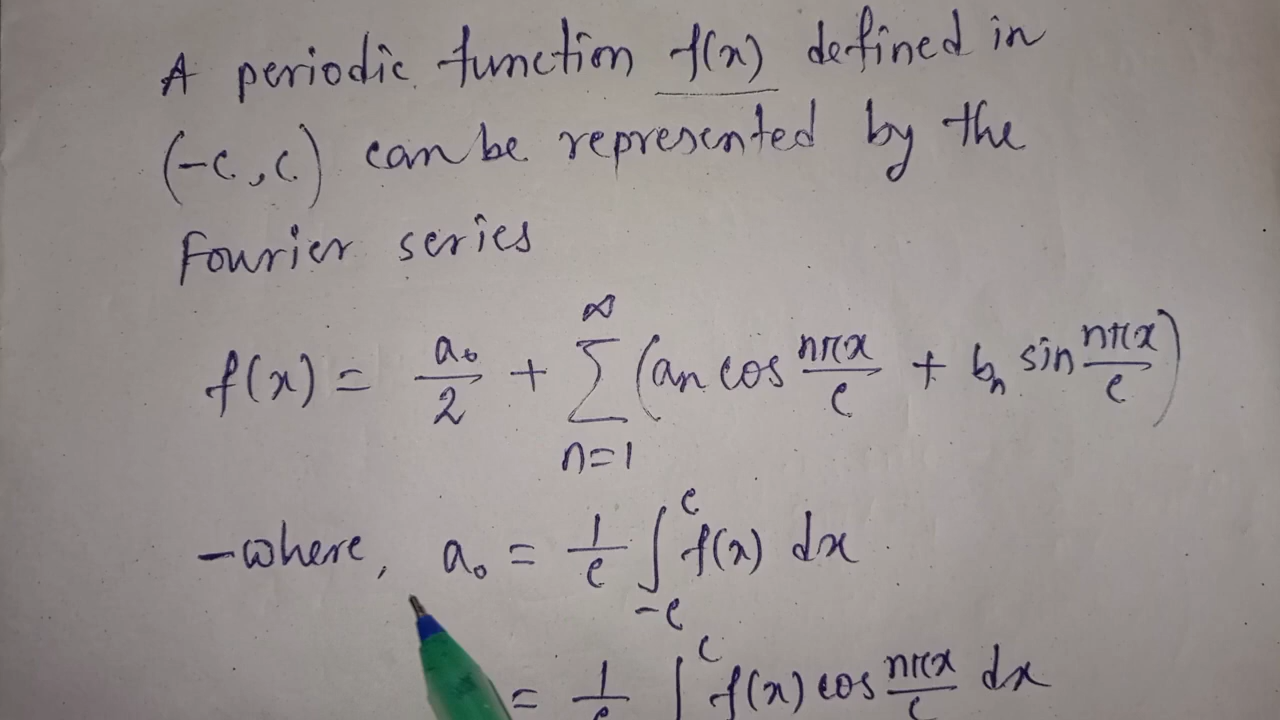 A periodic function f(x) defined in
(-c, c) can be represented by the
Fourier series
f(x) = a₀/2 + ∑_{n=1}^{∞} (an cos nπx/c + bₙ sin nπx/c)
-where, a₀ = 1/c ∫_{-c}^{c} f(x) dx
= 1/c ∫^{c} f(x) cos nπx/c dx